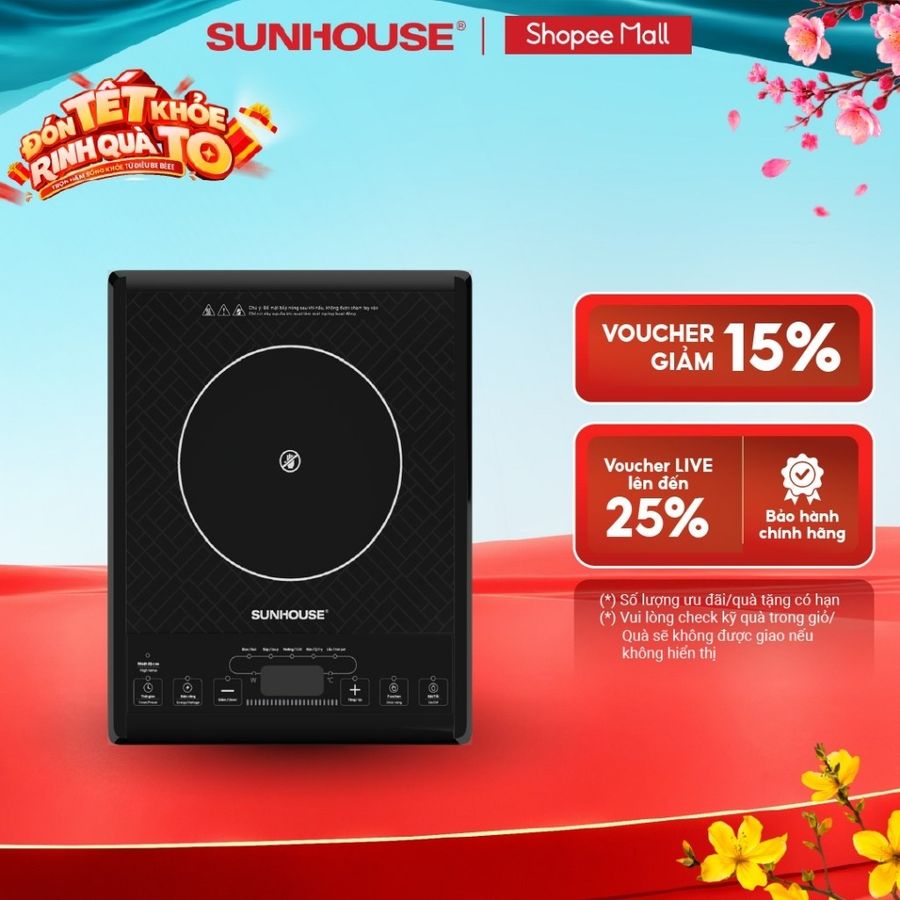 SUNHOUSE®
Shopee Mall
ĐÓN TẾT KHỎE
RINH QUÀ TO
VOUCHER
GIẢM
15%
Voucher LIVE
lên đến
25%
Bảo hành
chính hãng
(*) Số lượng ưu đãi/quà tặng có hạn
(*) Vui lòng check kỹ quà trong giỏ/
Quà sẽ không được giao nếu
không hiển thị
SUNHOUSE®
W
°C